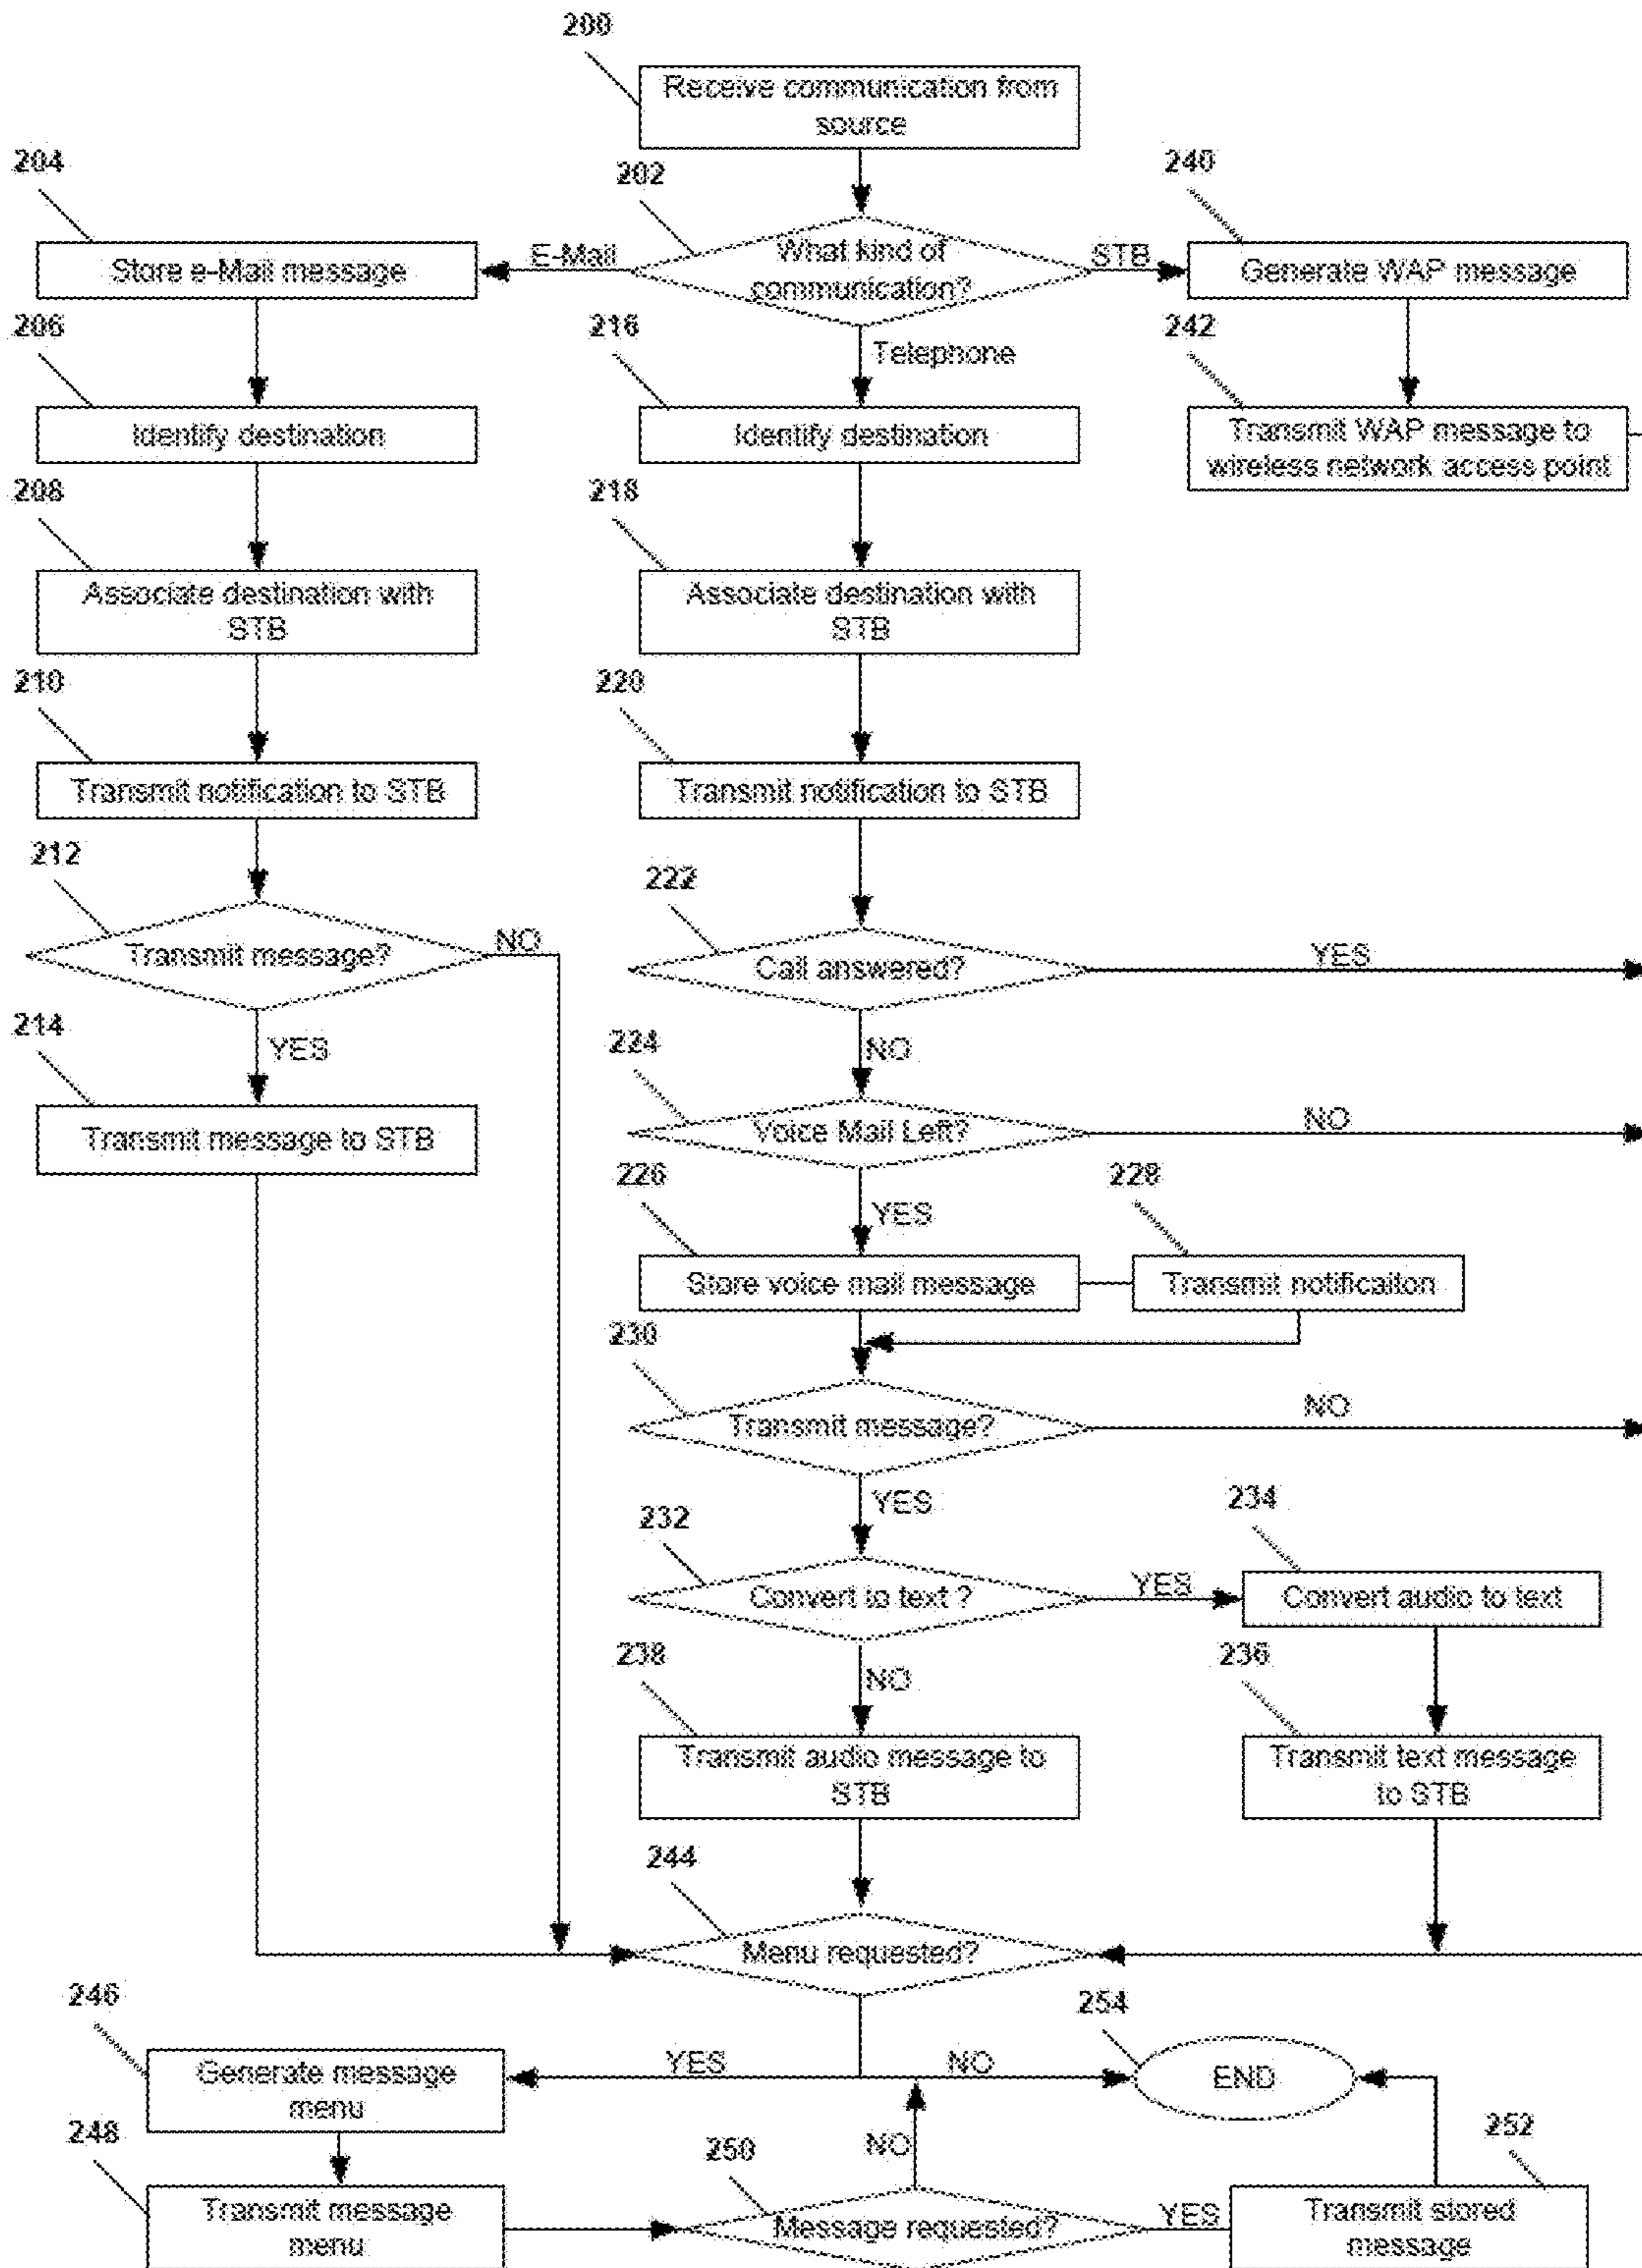 200
Receive communication from
source
204
202
240
Store e-Mail message
E-Mail
What kind of
communication?
STB
Generate WAP message
206
216
Telephone
242
Identify destination
Identify destination
Transmit WAP message to
wireless network access point
208
218
Associate destination with
STB
Associate destination with
STB
210
220
Transmit notification to STB
Transmit notification to STB
212
222
Transmit message?
NO
Call answered?
YES
214
YES
224
NO
Transmit message to STB
Voice Mail Left?
NO
226
228
YES
Store voice mail message
Transmit notificaiton
230
Transmit message?
NO
YES
232
234
Convert to text ?
YES
Convert audio to text
238
236
NO
Transmit audio message to
STB
Transmit text message
to STB
244
Menu requested?
246
254
Generate message
menu
YES
NO
END
248
250
NO
252
Transmit message
menu
Message requested?
YES
Transmit stored
message